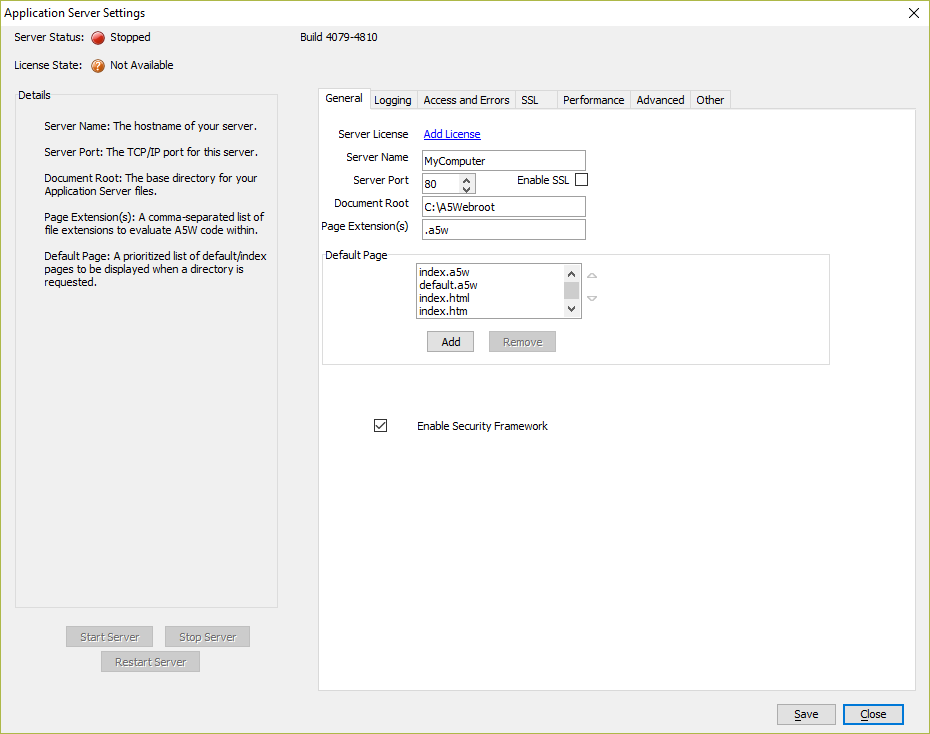 Application Server Settings
Server Status: Stopped
Build 4079-4810
License State: Not Available
Details
Server Name: The hostname of your server.
Server Port: The TCP/IP port for this server.
Document Root: The base directory for your
Application Server files.
Page Extension(s): A comma-separated list of
file extensions to evaluate A5W code within.
Default Page: A prioritized list of default/index
pages to be displayed when a directory is
requested.
Start Server
Stop Server
Restart Server
General Logging Access and Errors SSL Performance Advanced Other
Server License Add License
Server Name MyComputer
Server Port 80 Enable SSL
Document Root C:\A5Webroot
Page Extension(s) .a5w
Default Page
index.a5w
default.a5w
index.html
index.htm
Add Remove
Enable Security Framework
Save Close